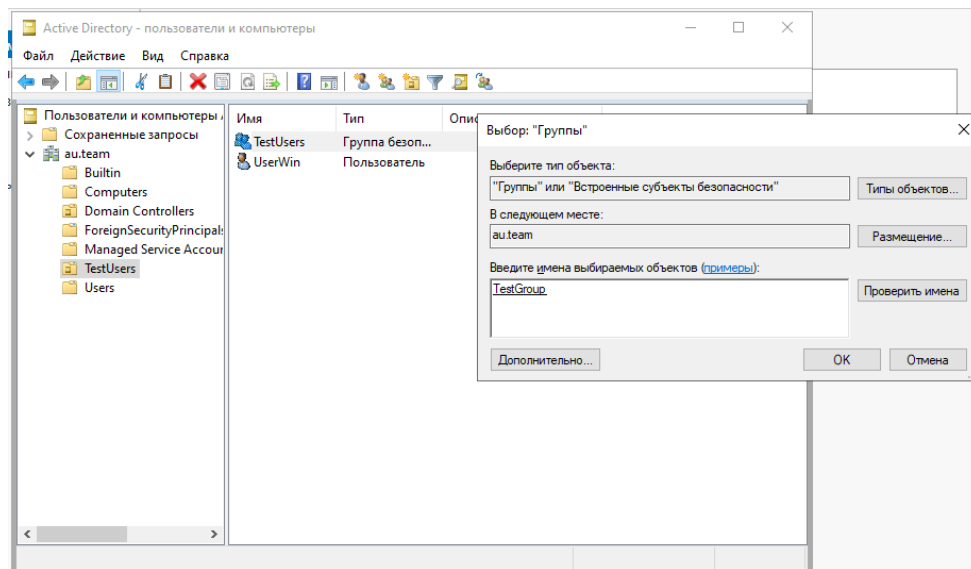 Active Directory - пользователи и компьютеры
Файл Действие Вид Справка
Пользователи и компьютеры
Сохраненные запросы
au.team
Builtin
Computers
Domain Controllers
ForeignSecurityPrincipals
Managed Service Accour
TestUsers
Users
Имя Тип Опис
TestUsers Группа безоп...
UserWin Пользователь
Выбор: "Группы"
Выберите тип объекта:
"Группы" или "Встроенные субъекты безопасности" Типы объектов...
В следующем месте:
au.team Размещение...
Введите имена выбираемых объектов (примеры):
TestGroup Проверить имена
Дополнительно... ОК Отмена